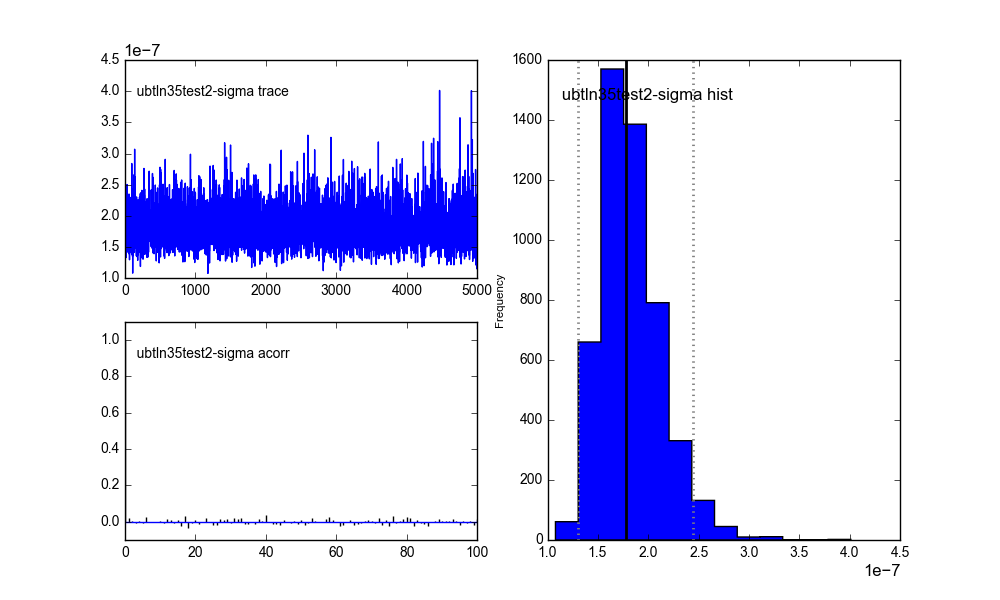 1e−7
4.5
4.0
3.5
3.0
2.5
2.0
1.5
1.0
ubtln35test2-sigma trace
0 1000 2000 3000 4000 5000
1.0
0.8
0.6
0.4
0.2
0.0
ubtln35test2-sigma acorr
0 20 40 60 80 100
Frequency
1600
1400
1200
1000
800
600
400
200
0
ubtln35test2-sigma hist
1.0 1.5 2.0 2.5 3.0 3.5 4.0 4.5
1e−7